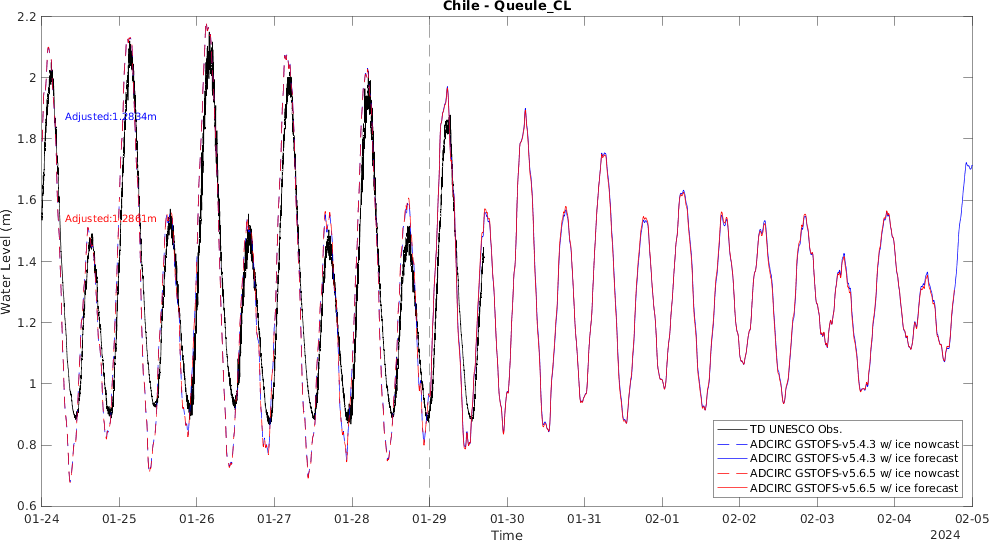 Chile - Queule_CL
2.2
2
1.8
1.6
1.4
1.2
1
0.8
0.6
Water Level (m)
Adjusted:1.2834m
Adjusted:1.2861m
TD UNESCO Obs.
ADCIRC GSTOFS-v5.4.3 w/ ice nowcast
ADCIRC GSTOFS-v5.4.3 w/ ice forecast
ADCIRC GSTOFS-v5.6.5 w/ ice nowcast
ADCIRC GSTOFS-v5.6.5 w/ ice forecast
01-24 01-25 01-26 01-27 01-28 01-29 01-30 01-31 02-01 02-02 02-03 02-04 02-05
Time
2024